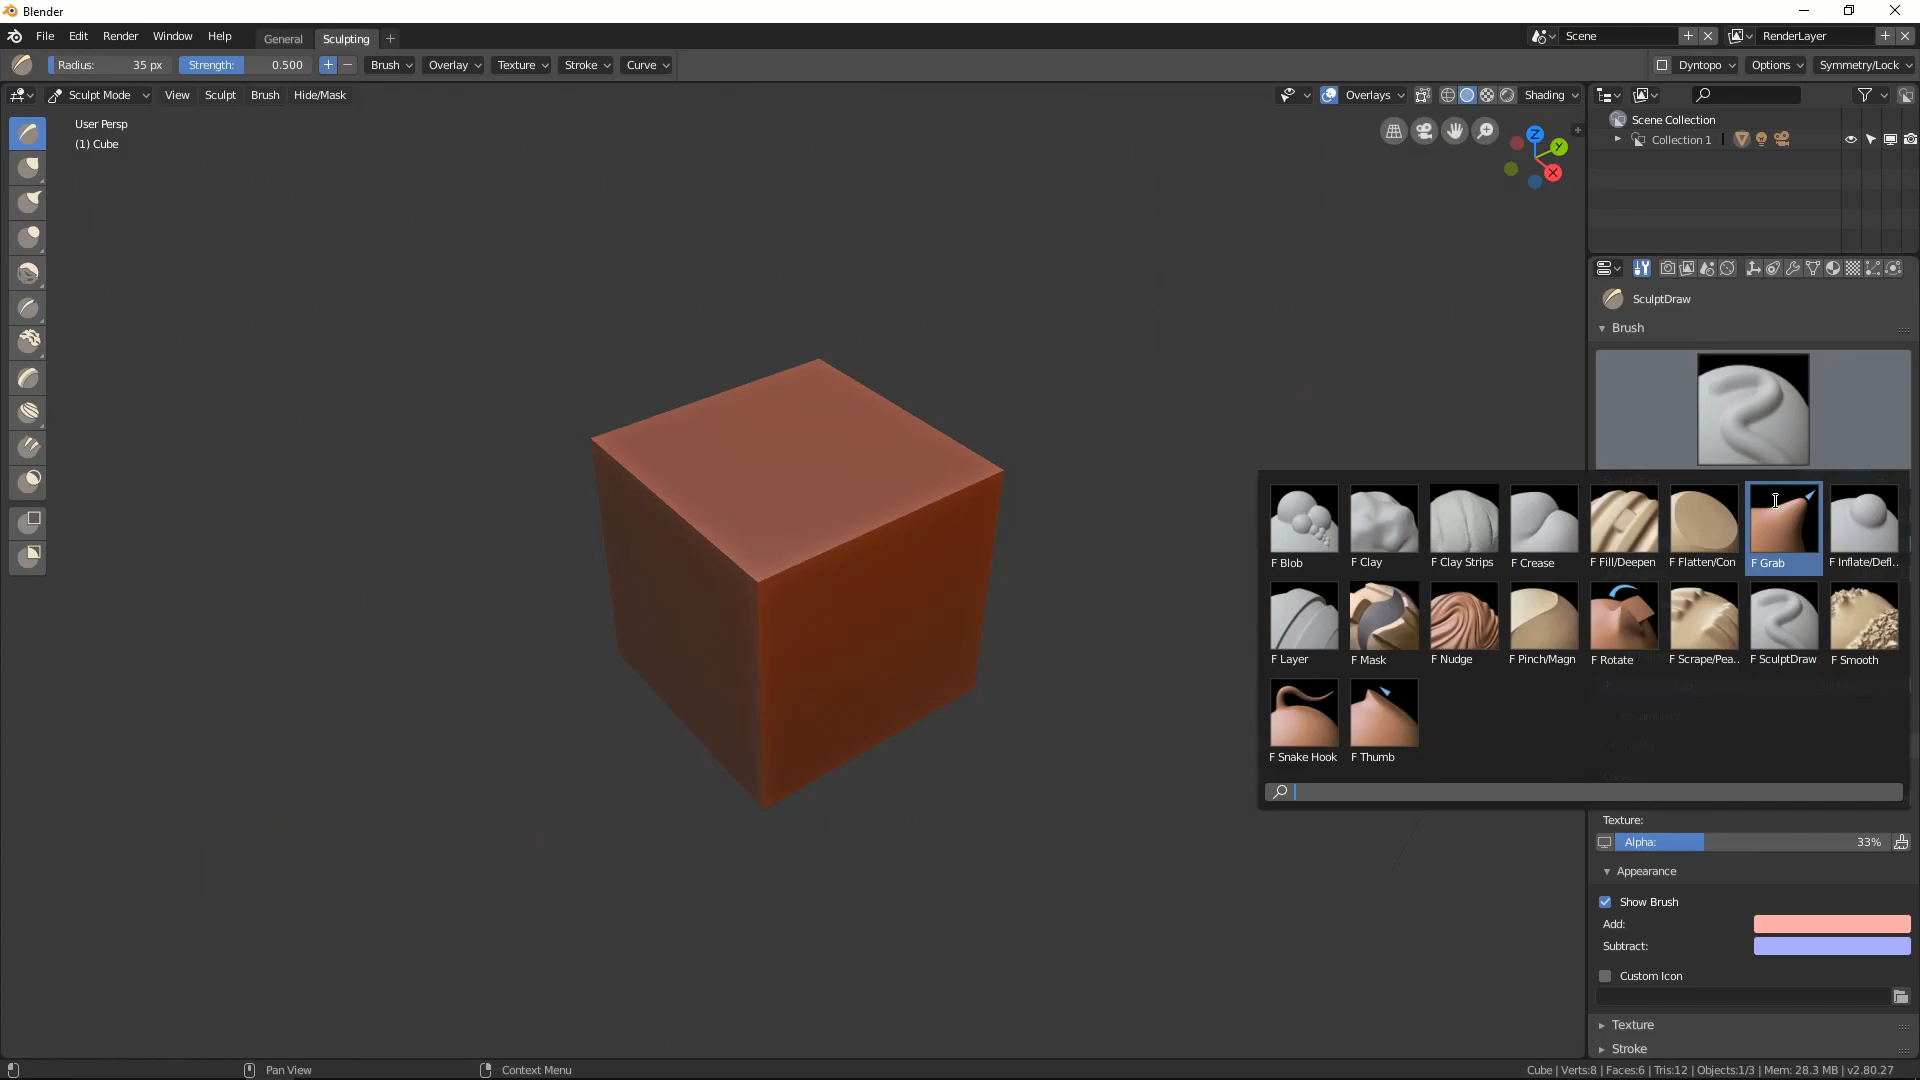 Blender
File Edit Render Window Help General Sculpting Scene RenderLayer
Radius: 35 px Strength: 0.500 Brush Overlay Texture Stroke Curve Dyntopo Options Symmetry/Lock
Sculpt Mode View Sculpt Brush Hide/Mask Overlays Shading
User Persp
(1) Cube
Z
Y
X
Scene Collection
Collection 1
SculptDraw
Brush
F Blob F Clay F Clay Strips F Crease F Fill/Deepen F Flatten/Con F Grab F Inflate/Defl..
F Layer F Mask F Nudge F Pinch/Magn F Rotate F Scrape/Pea.. F SculptDraw F Smooth
F Snake Hook F Thumb
Texture:
Alpha: 33%
Appearance
Show Brush
Add:
Subtract:
Custom Icon
Texture
Stroke
Pan View Context Menu Cube | Verts:8 | Faces:6 | Tris:12 | Objects:1/3 | Mem: 28.3 MB | v2.80.27